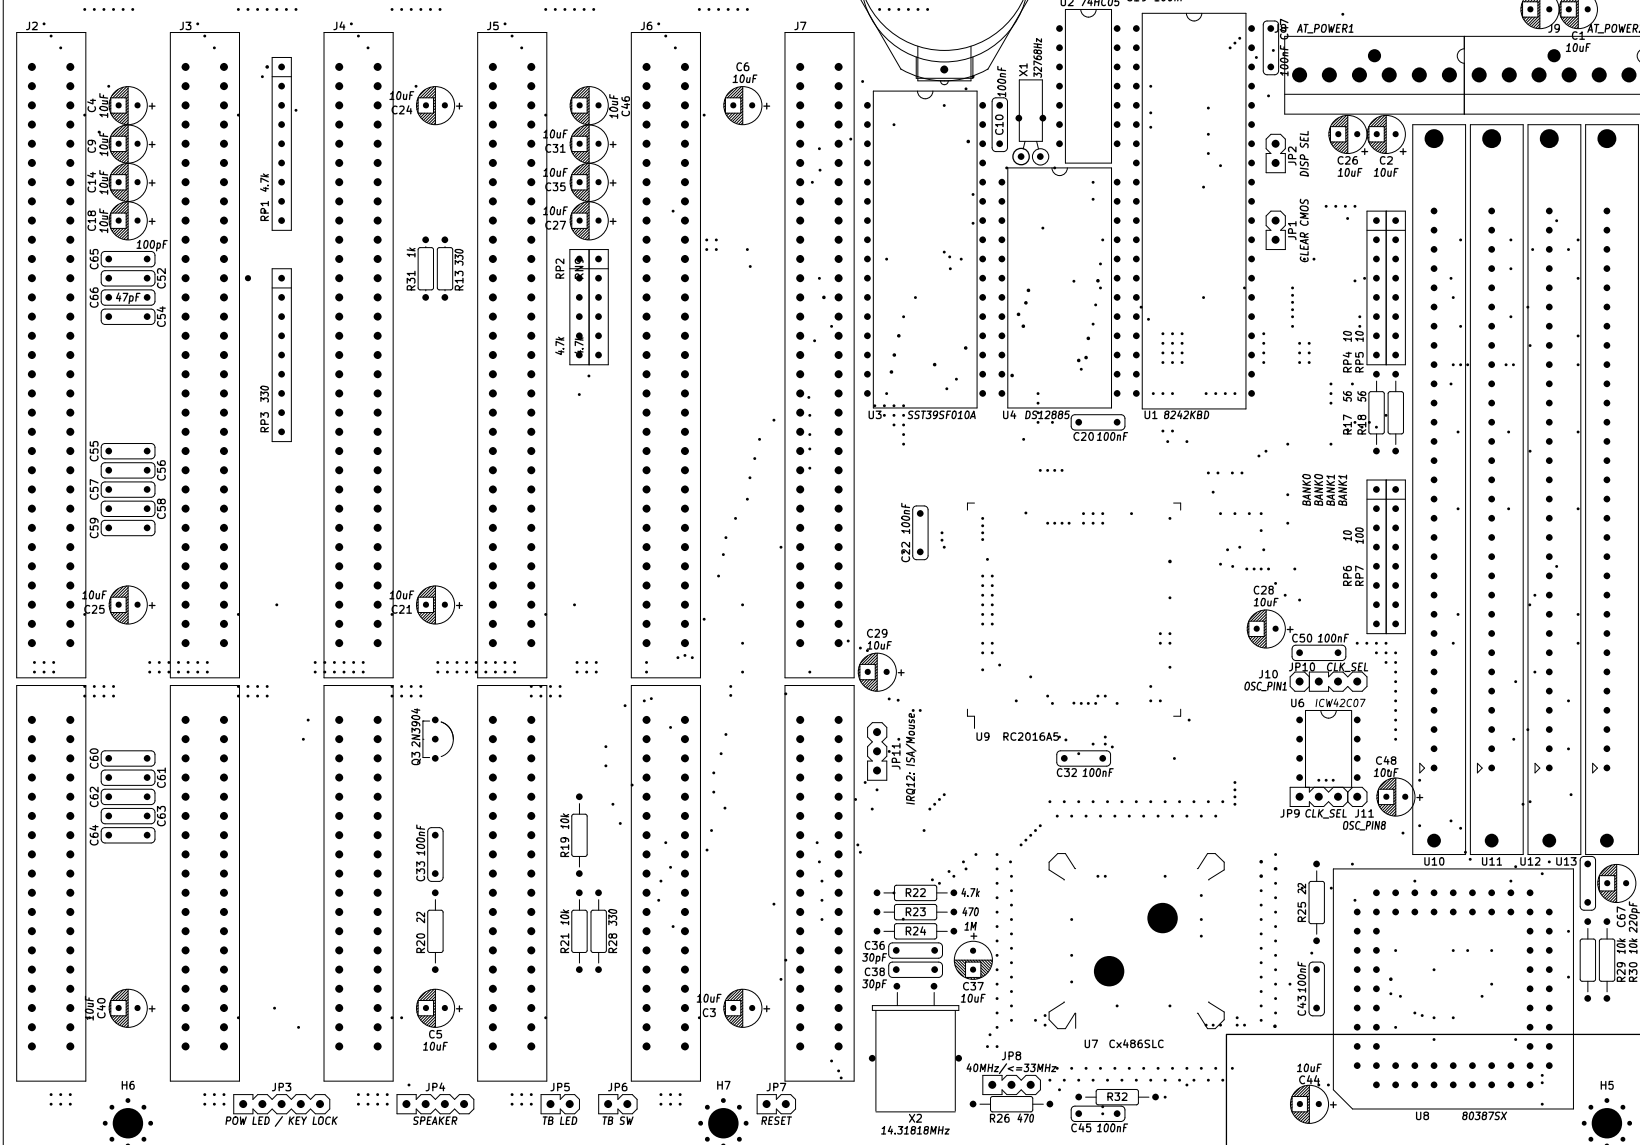 J2
J3
J4
J5
J6
J7
U2 74HC05
J9
AT_POWER1
J9
C1
10uF
C4 10uF
C9 10uF
C14 10uF
C18 10uF
RP1 4.7k
10uF
C24
10uF
C46
10uF
C31
10uF
C35
10uF
C27
C6
10uF
C10 100nF
X1
32768Hz
100nF
JP2
DISP SEL
JP1
CLEAR CMOS
C26
10uF
C2
10uF
100pF
C65
C52
C66
47pF
C54
RP3 330
R31 1k
R13 330
RP2 4.7k
4.7k
RP4 10
RP5 10
R17 56
R18 56
U3
SST39SF010A
U4
DS12885
U1 8242KBD
C20 100nF
C55
C56
C57
C58
C59
C22 100nF
BANK0
BANK0
BANK1
BANK1
RP6 10
RP7 100
10uF
C25
10uF
C21
C28
10uF
C29
10uF
C50 100nF
JP10 CLK_SEL
J10
OSC_PIN1
U6 ICW42C07
U9 RC2016A5
C32 100nF
JP11
IRQ12: ISA/Mouse
Q3 2N3904
C60
C61
C62
C63
C64
C48
10uF
JP9 CLK_SEL J11
OSC_PIN8
C33 100nF
R19 10k
U10
U11
U12
U13
R20 22
R21 10k
R28 330
R22 4.7k
R23 470
R24 1M
C36
30pF
C38
30pF
C37
10uF
R25 22
C43 100nF
C67
220pF
R29 10k
R30 10k
10uF
C40
C5
10uF
10uF
C3
U7 Cx486SLC
JP8
40MHz/<=33MHz
R26 470
R32
C45 100nF
10uF
C44
X2
14.31818MHz
U8
80387SX
H6
JP3
POW LED / KEY LOCK
JP4
SPEAKER
JP5
TB LED
JP6
TB SW
H7
JP7
RESET
H5